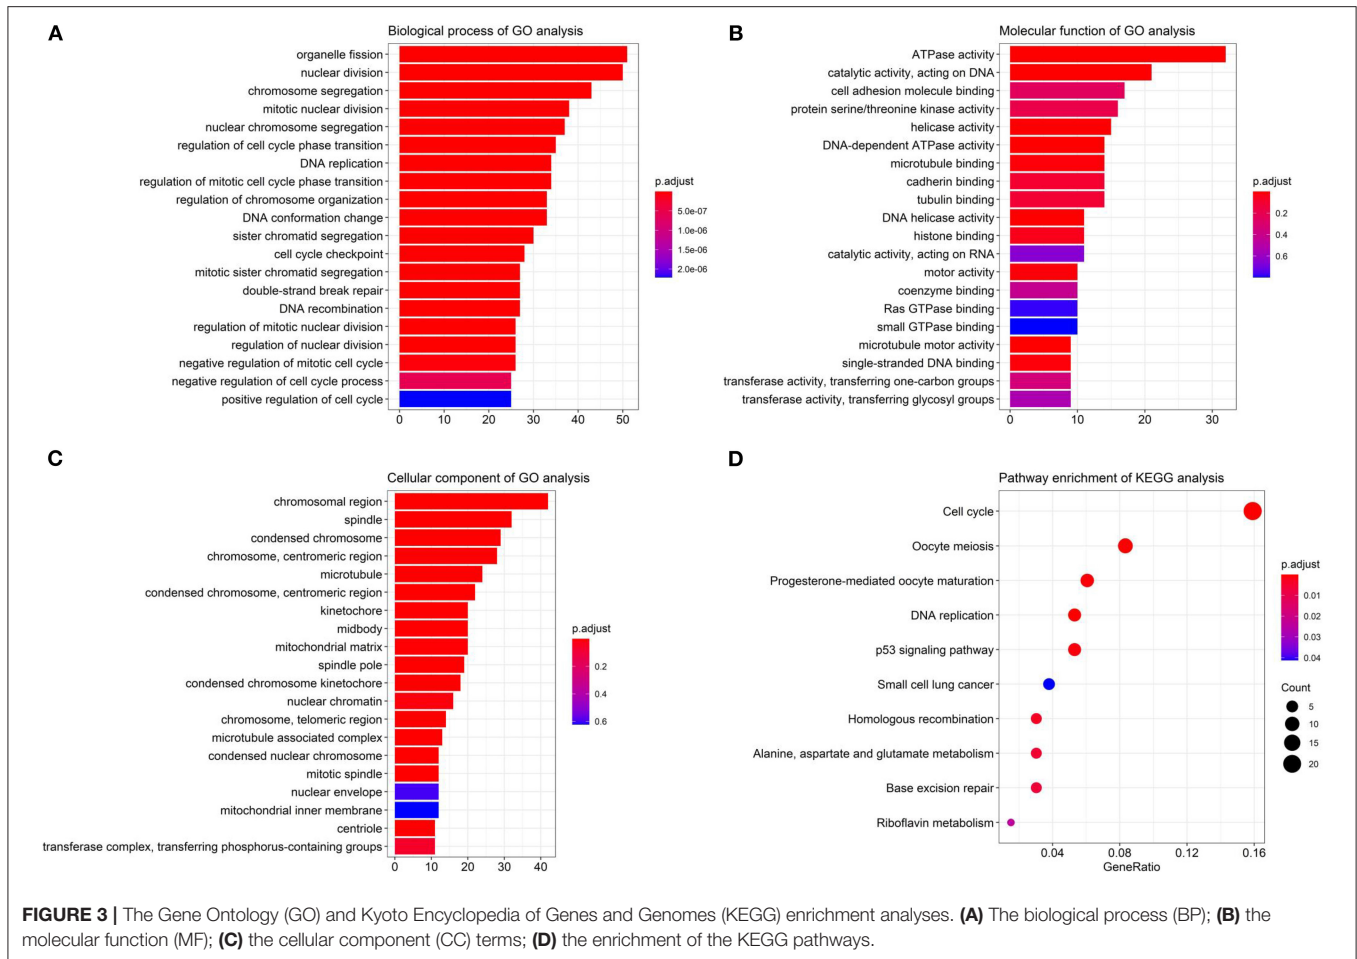 A
Biological process of GO analysis
organelle fission
nuclear division
chromosome segregation
mitotic nuclear division
nuclear chromosome segregation
regulation of cell cycle phase transition
DNA replication
regulation of mitotic cell cycle phase transition
regulation of chromosome organization
DNA conformation change
sister chromatid segregation
cell cycle checkpoint
mitotic sister chromatid segregation
double-strand break repair
DNA recombination
regulation of mitotic nuclear division
regulation of nuclear division
negative regulation of mitotic cell cycle
negative regulation of cell cycle process
positive regulation of cell cycle
0 10 20 30 40 50
p.adjust
5.0e-07
1.0e-06
1.5e-06
2.0e-06
B
Molecular function of GO analysis
ATPase activity
catalytic activity, acting on DNA
cell adhesion molecule binding
protein serine/threonine kinase activity
helicase activity
DNA-dependent ATPase activity
microtubule binding
cadherin binding
tubulin binding
DNA helicase activity
histone binding
catalytic activity, acting on RNA
motor activity
coenzyme binding
Ras GTPase binding
small GTPase binding
microtubule motor activity
single-stranded DNA binding
transferase activity, transferring one-carbon groups
transferase activity, transferring glycosyl groups
0 10 20 30
p.adjust
0.2
0.4
0.6
C
Cellular component of GO analysis
chromosomal region
spindle
condensed chromosome
chromosome, centromeric region
microtubule
condensed chromosome, centromeric region
kinetochore
midbody
mitochondrial matrix
spindle pole
condensed chromosome kinetochore
nuclear chromatin
chromosome, telomeric region
microtubule associated complex
condensed nuclear chromosome
mitotic spindle
nuclear envelope
mitochondrial inner membrane
centriole
transferase complex, transferring phosphorus-containing groups
0 10 20 30 40
p.adjust
0.2
0.4
0.6
D
Pathway enrichment of KEGG analysis
Cell cycle
Oocyte meiosis
Progesterone-mediated oocyte maturation
DNA replication
p53 signaling pathway
Small cell lung cancer
Homologous recombination
Alanine, aspartate and glutamate metabolism
Base excision repair
Riboflavin metabolism
0.04 0.08 0.12 0.16
GeneRatio
p.adjust
0.01
0.02
0.03
0.04
Count
5
10
15
20
FIGURE 3 | The Gene Ontology (GO) and Kyoto Encyclopedia of Genes and Genomes (KEGG) enrichment analyses. (A) The biological process (BP); (B) the
molecular function (MF); (C) the cellular component (CC) terms; (D) the enrichment of the KEGG pathways.